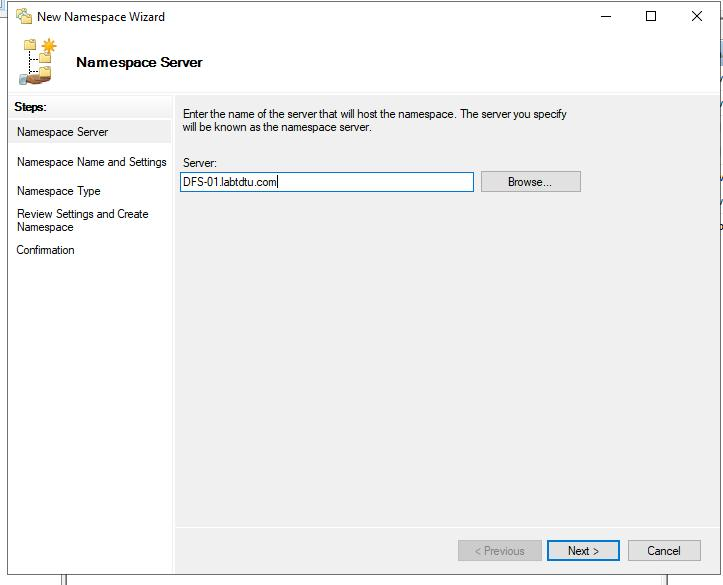 New Namespace Wizard
Namespace Server
Steps:
Namespace Server
Namespace Name and Settings
Namespace Type
Review Settings and Create
Namespace
Confirmation
Enter the name of the server that will host the namespace. The server you specify
will be known as the namespace server.
Server:
DFS-01.labtdtu.com
Browse...
< Previous
Next >
Cancel